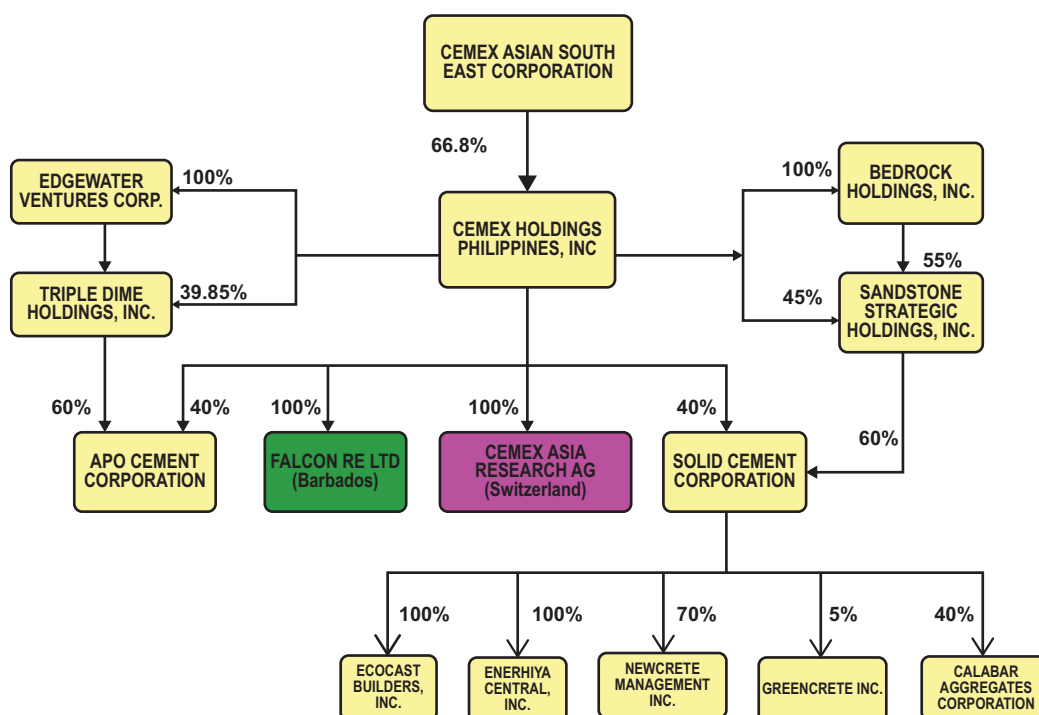 CEMEX ASIAN SOUTH
EAST CORPORATION
66.8%
EDGEWATER
VENTURES CORP.
100%
CEMEX HOLDINGS
PHILIPPINES, INC
100%
BEDROCK
HOLDINGS, INC.
TRIPLE DIME
HOLDINGS, INC.
39.85%
55%
45%
SANDSTONE
STRATEGIC
HOLDINGS, INC.
60%
40%
100%
100%
40%
60%
APO CEMENT
CORPORATION
FALCON RE LTD
(Barbados)
CEMEX ASIA
RESEARCH AG
(Switzerland)
SOLID CEMENT
CORPORATION
100%
100%
70%
5%
40%
ECOCAST
BUILDERS,
INC.
ENERHIYA
CENTRAL,
INC.
NEWCRETE
MANAGEMENT
INC.
GREENCRETE INC.
CALABAR
AGGREGATES
CORPORATION